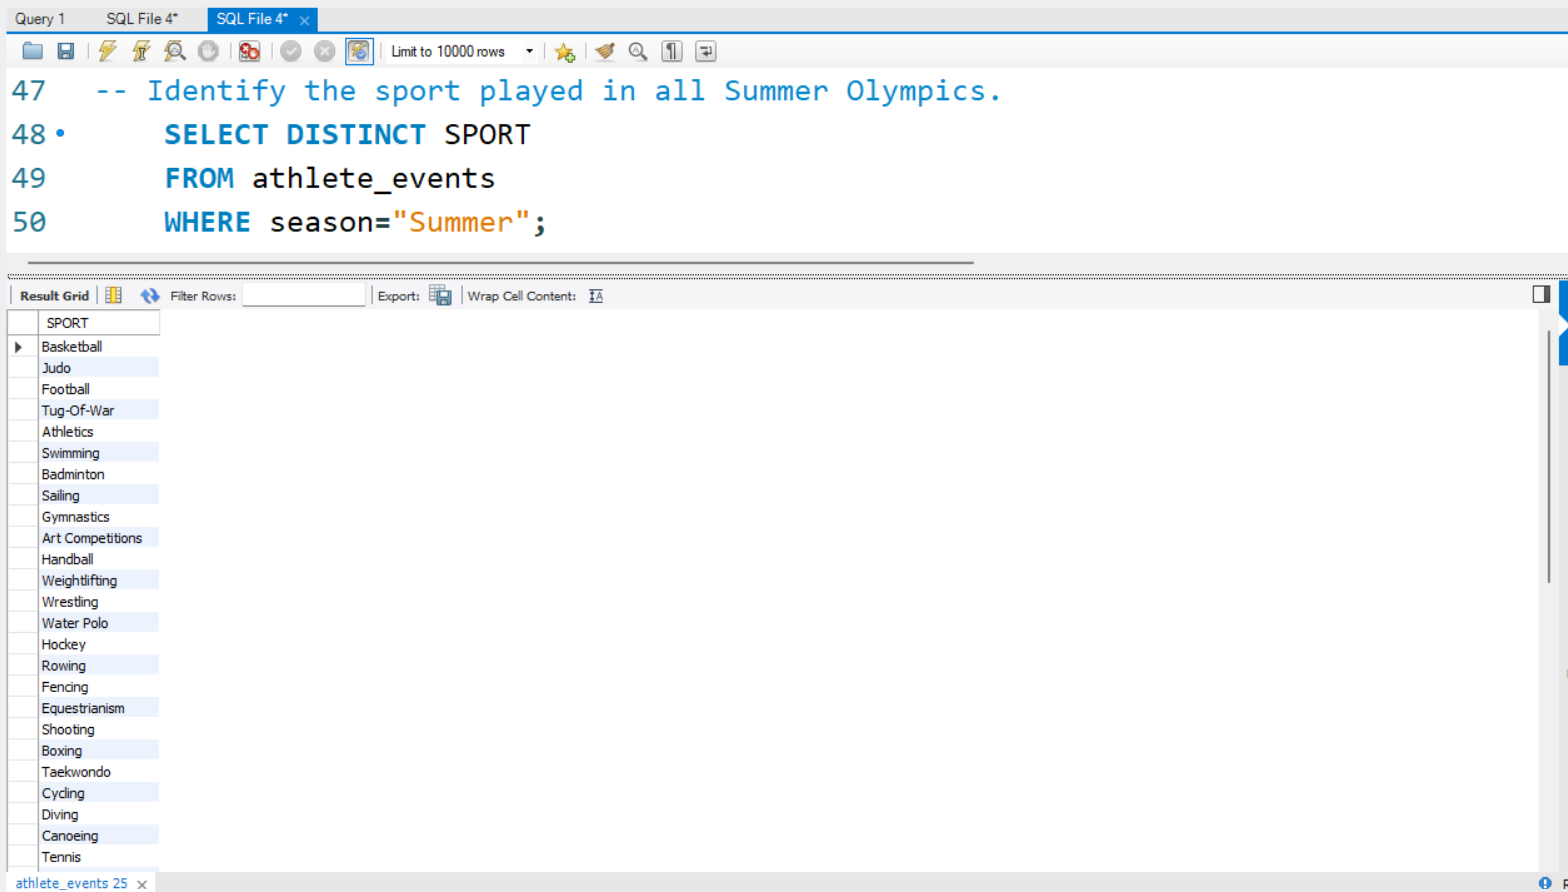 Query 1 SQL File 4* SQL File 4*
Limit to 10000 rows
47 -- Identify the sport played in all Summer Olympics.
48 SELECT DISTINCT SPORT
49 FROM athlete_events
50 WHERE season="Summer";
Result Grid Filter Rows: Export: Wrap Cell Content:
SPORT
Basketball
Judo
Football
Tug-Of-War
Athletics
Swimming
Badminton
Sailing
Gymnastics
Art Competitions
Handball
Weightlifting
Wrestling
Water Polo
Hockey
Rowing
Fencing
Equestrianism
Shooting
Boxing
Taekwondo
Cycling
Diving
Canoeing
Tennis
athlete_events 25